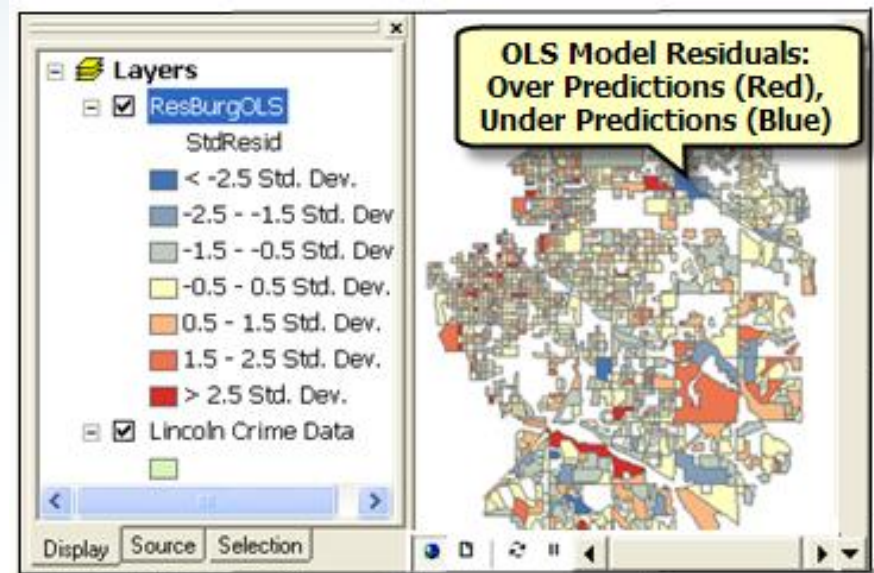 Layers
ResBurgOLS
StdResid
< -2.5 Std. Dev.
-2.5 - -1.5 Std. Dev
-1.5 - -0.5 Std. Dev
-0.5 - 0.5 Std. Dev.
0.5 - 1.5 Std. Dev.
1.5 - 2.5 Std. Dev.
> 2.5 Std. Dev.
Lincoln Crime Data
Display Source Selection
OLS Model Residuals:
Over Predictions (Red),
Under Predictions (Blue)